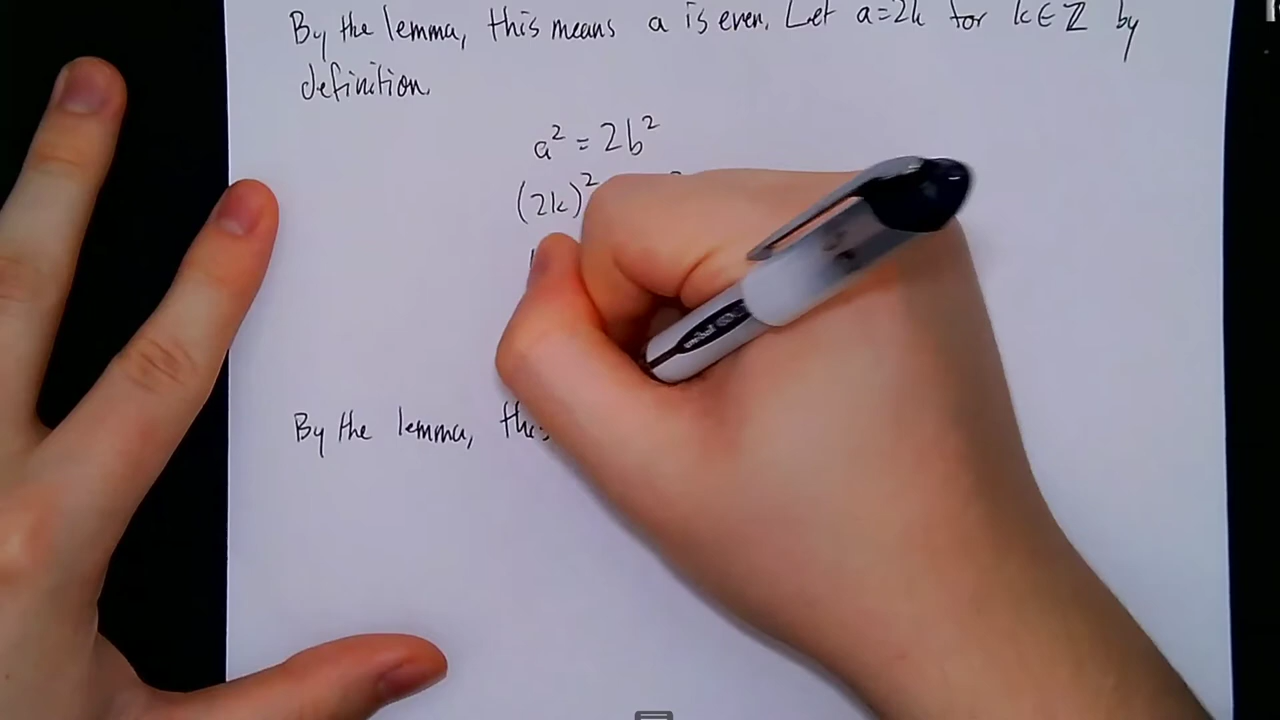 By the lemma, this means a is even. Let a=2k for k∈ℤ by
definition.
a² = 2b²
(2k)²
By the lemma, this